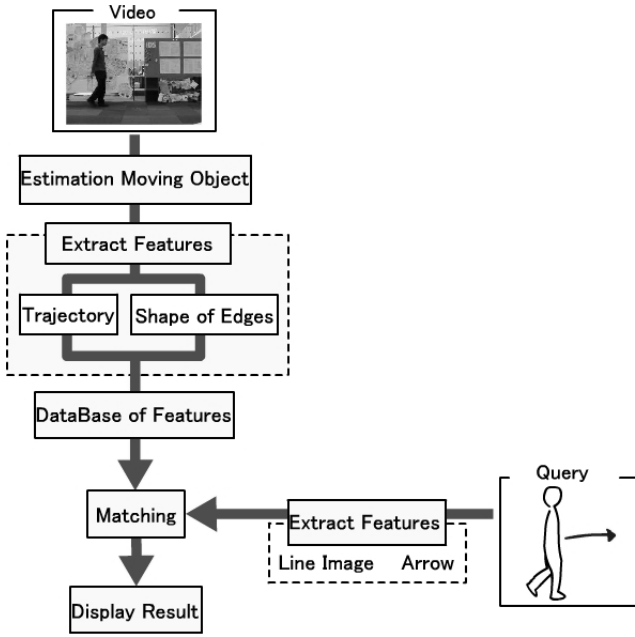 Video
Estimation Moving Object
Extract Features
Trajectory
Shape of Edges
DataBase of Features
Query
Matching
Extract Features
Line Image Arrow
Display Result